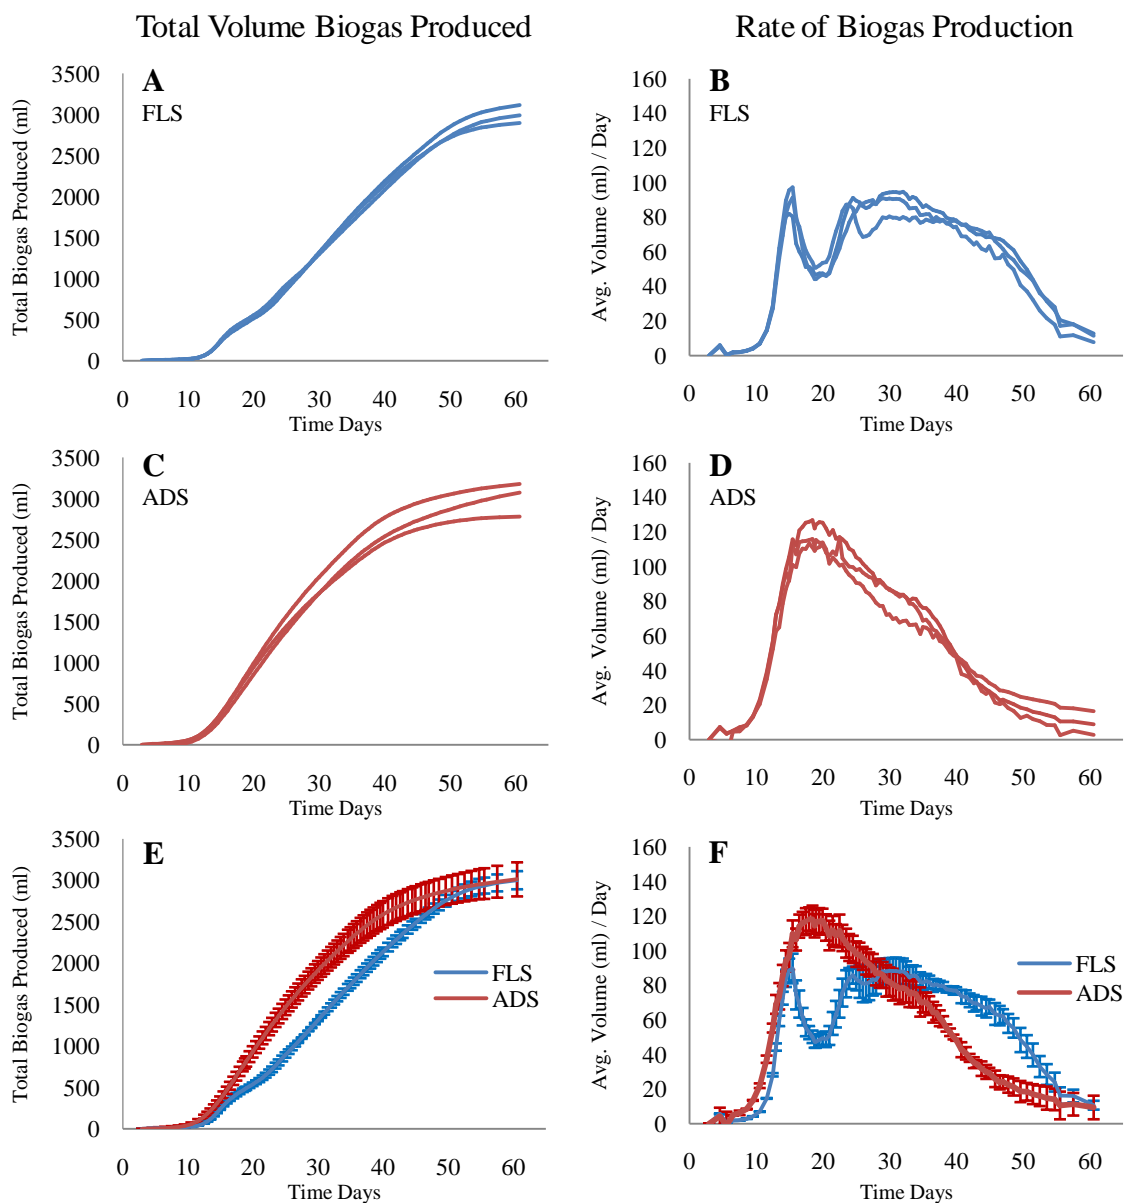 Total Volume Biogas Produced
Rate of Biogas Production
A
FLS
Total Biogas Produced (ml)
3500
3000
2500
2000
1500
1000
500
0
0 10 20 30 40 50 60
Time Days
B
FLS
Avg. Volume (ml) / Day
160
140
120
100
80
60
40
20
0
0 10 20 30 40 50 60
Time Days
C
ADS
Total Biogas Produced (ml)
3500
3000
2500
2000
1500
1000
500
0
0 10 20 30 40 50 60
Time Days
D
ADS
Avg. Volume (ml) / Day
160
140
120
100
80
60
40
20
0
0 10 20 30 40 50 60
Time Days
E
Total Biogas Produced (ml)
3500
3000
2500
2000
1500
1000
500
0
FLS
ADS
0 10 20 30 40 50 60
Time Days
F
Avg. Volume (ml) / Day
160
140
120
100
80
60
40
20
0
FLS
ADS
0 10 20 30 40 50 60
Time Days